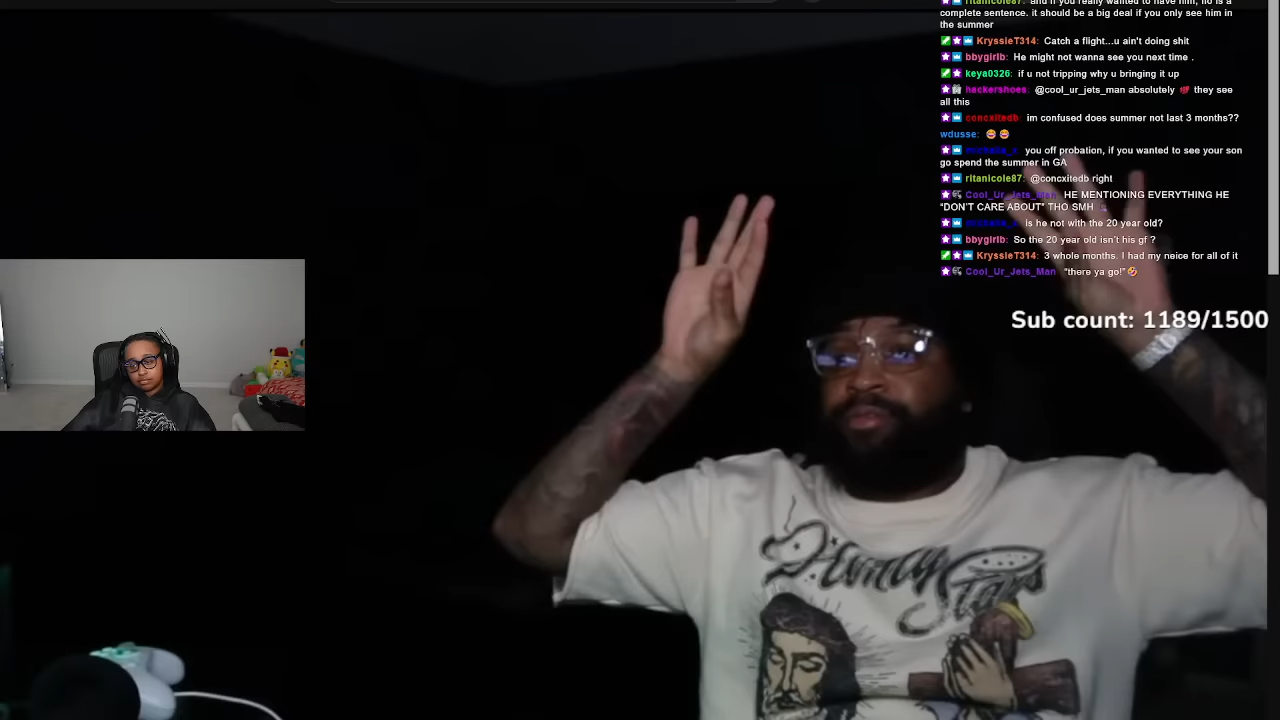 ritanicole87: and if you really wanted to have him, no is a
complete sentence. it should be a big deal if you only see him in
the summer
KryssieT314: Catch a flight...u ain't doing shit
bbygirlb: He might not wanna see you next time .
keya0326: if u not tripping why u bringing it up
hackershoes: @cool_ur_jets_man absolutely 💯 they see
all this
concxitedb im confused does summer not last 3 months??
wdusse: 😂 😂
you off probation, if you wanted to see your son
go spend the summer in GA
ritanicole87: @concxitedb right
Cool_Ur_Jets_Man HE MENTIONING EVERYTHING HE
“DON'T CARE ABOUT” THO SMH
is he not with the 20 year old?
bbygirlb: So the 20 year old isn't his gf ?
KryssieT314: 3 whole months. I had my neice for all of it
Cool_Ur_Jets_Man “there ya go!”🤣
Sub count: 1189/1500